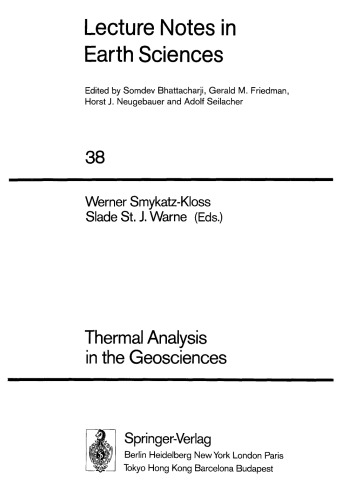 Lecture Notes in
Earth Sciences
Edited by Somdev Bhattacharji, Gerald M. Friedman,
Horst J. Neugebauer and Adolf Seilacher
38
Werner Smykatz-Kloss
Slade St. J. Warne (Eds.)
Thermal Analysis
in the Geosciences
Springer-Verlag
Berlin Heidelberg New York London Paris
Tokyo Hong Kong Barcelona Budapest